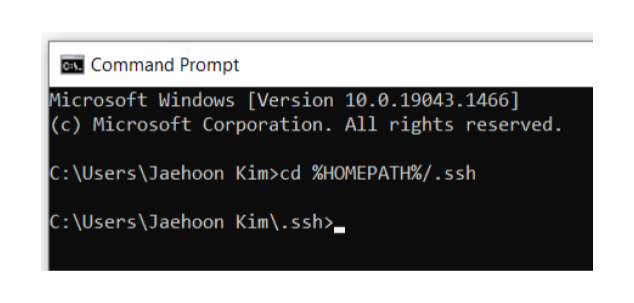 Command Prompt
Microsoft Windows [Version 10.0.19043.1466]
(c) Microsoft Corporation. All rights reserved.
C:\Users\Jaehoon Kim>cd %HOMEPATH%/.ssh
C:\Users\Jaehoon Kim\.ssh>